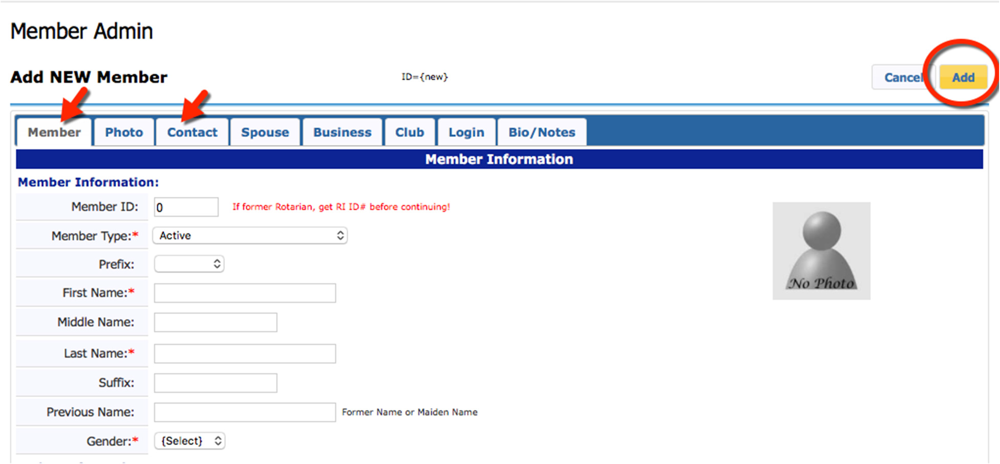 Member Admin
Add NEW Member ID={new} Cancel Add
Member Photo Contact Spouse Business Club Login Bio/Notes
Member Information
Member Information:
Member ID: 0 If former Rotarian, get RI ID# before continuing!
Member Type:* Active
Prefix:
First Name:*
Middle Name:
Last Name:*
Suffix:
Previous Name: Former Name or Maiden Name
Gender:* {Select}
No Photo